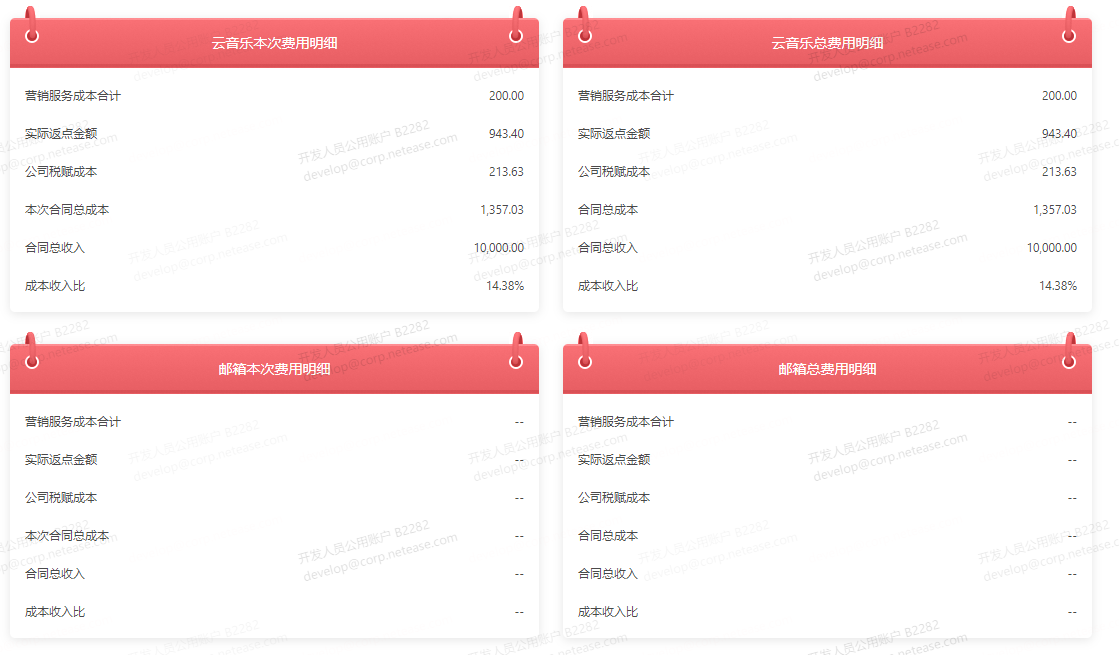 云音乐本次费用明细
营销服务成本合计 200.00
实际返点金额 943.40
公司税赋成本 213.63
本次合同总成本 1,357.03
合同总收入 10,000.00
成本收入比 14.38%
云音乐总费用明细
营销服务成本合计 200.00
实际返点金额 943.40
公司税赋成本 213.63
合同总成本 1,357.03
合同总收入 10,000.00
成本收入比 14.38%
邮箱本次费用明细
营销服务成本合计 --
实际返点金额 --
公司税赋成本 --
本次合同总成本 --
合同总收入 --
成本收入比 --
邮箱总费用明细
营销服务成本合计 --
实际返点金额 --
公司税赋成本 --
合同总成本 --
合同总收入 --
成本收入比 --
开发人员公用账户 B2282
develop@corp.netease.com